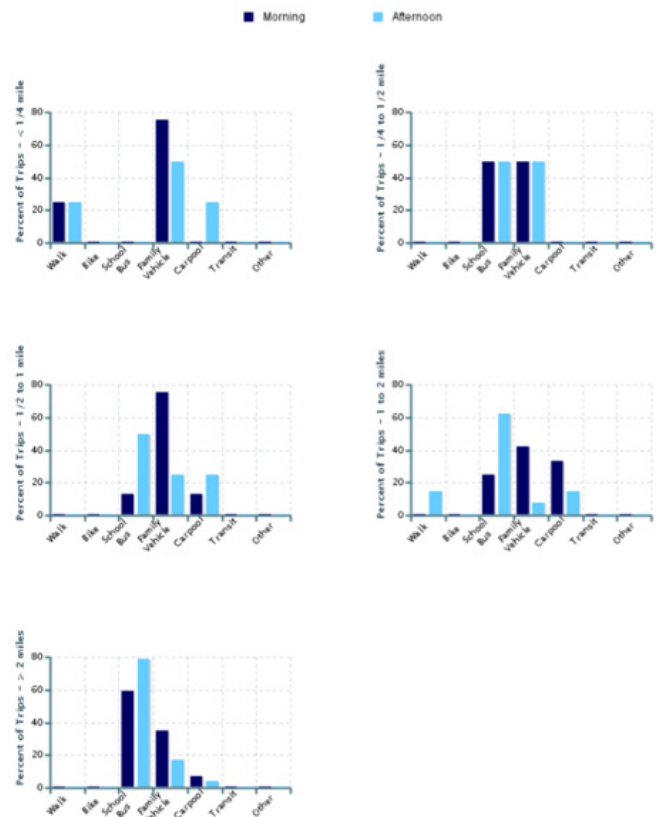 Morning Afternoon
Percent of Trips - < 1/4 mile
80
60
40
20
0
Walk
Bike
School Bus
Family Vehicle
Carpool
Transit
Other
Percent of Trips - 1/4 to 1/2 mile
80
60
40
20
0
Walk
Bike
School Bus
Family Vehicle
Carpool
Transit
Other
Percent of Trips - 1/2 to 1 mile
80
60
40
20
0
Walk
Bike
School Bus
Family Vehicle
Carpool
Transit
Other
Percent of Trips - 1 to 2 miles
80
60
40
20
0
Walk
Bike
School Bus
Family Vehicle
Carpool
Transit
Other
Percent of Trips - > 2 miles
80
60
40
20
0
Walk
Bike
School Bus
Family Vehicle
Carpool
Transit
Other